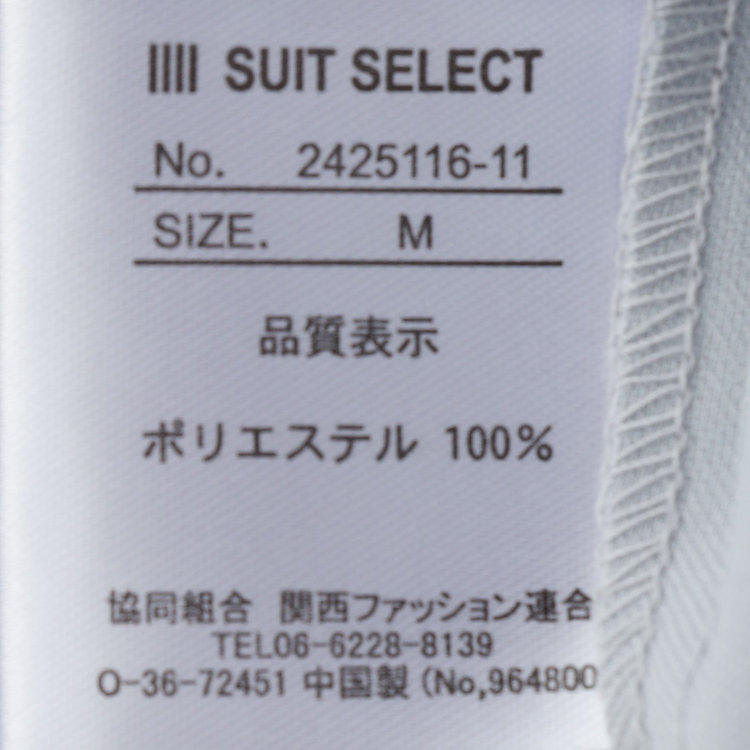 SUIT SELECT
No. 2425116-11
SIZE. M
品質表示
ポリエステル 100%
協同組合 関西ファッション連合
TEL06-6228-8139
O-36-72451 中国製 (No,964800